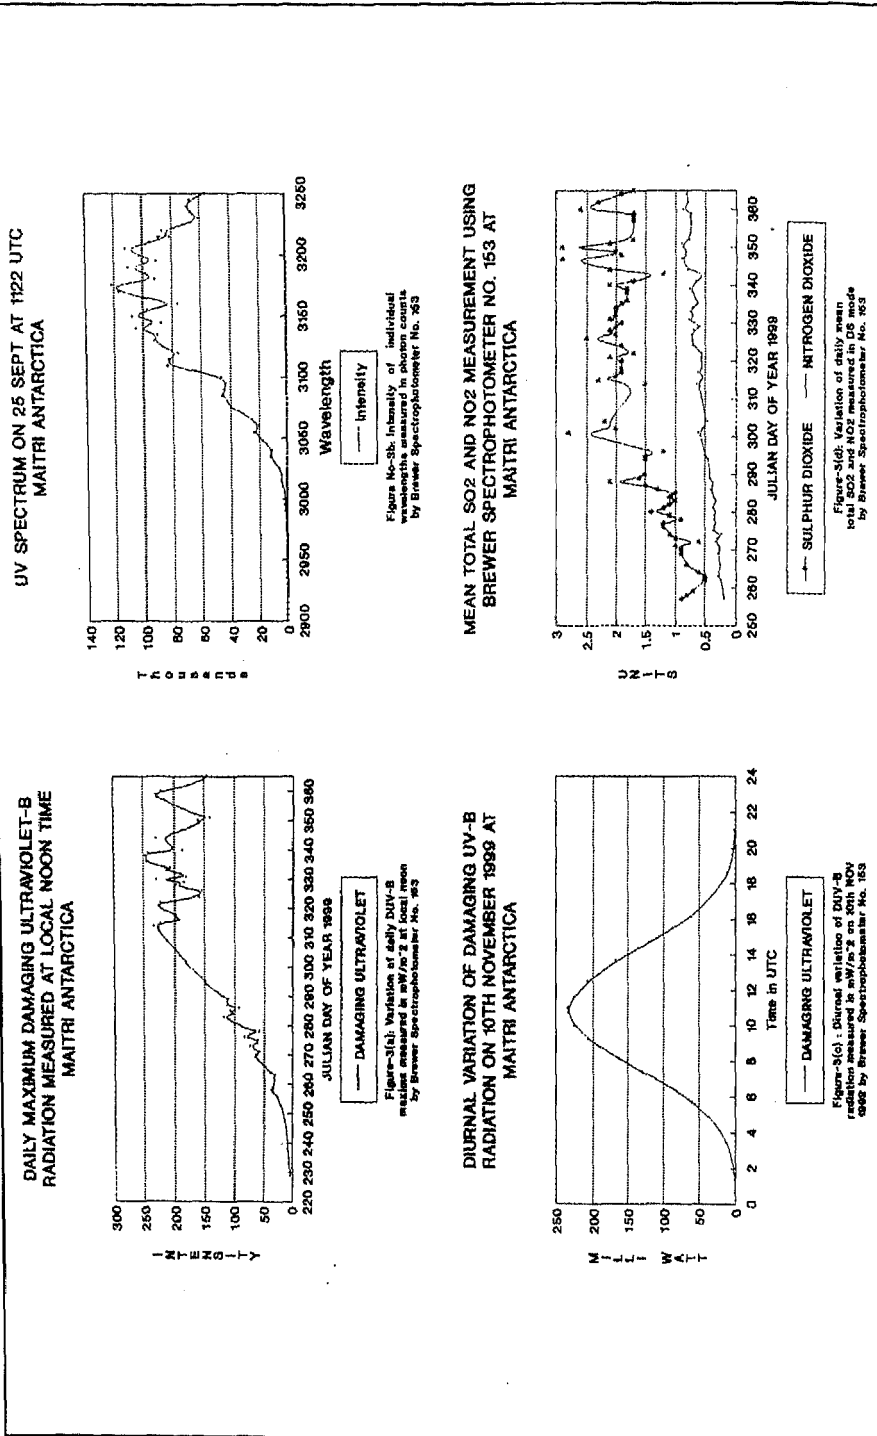 DAILY MAXIMUM DAMAGING ULTRAVIOLET-B
RADIATION MEASURED AT LOCAL NOON TIME
MAITRI ANTARCTICA
300
250
200
150
100
50
0
INTENSITY
220 230 240 250 260 270 280 290 300 310 320 330 340 350 360
JULIAN DAY OF YEAR 1999
DAMAGING ULTRAVIOLET
Figure-3(a): Variation of daily DUV-B
maxima measured in mW/m^2 at local noon
by Brewer Spectrophotometer No. 153
UV SPECTRUM ON 25 SEPT AT 1122 UTC
MAITRI ANTARCTICA
140
120
100
80
60
40
20
0
Thousands
2900 2950 3000 3050 3100 3150 3200 3250
Wavelength
Intensity
Figure No-3b: Intensity of individual
wavelengths measured in photon counts
by Brewer Spectrophotometer No. 153
DIURNAL VARIATION OF DAMAGING UV-B
RADIATION ON 10TH NOVEMBER 1999 AT
MAITRI ANTARCTICA
250
200
150
100
50
0
MILLI WATT
0 2 4 6 8 10 12 14 16 18 20 22 24
Time in UTC
DAMAGING ULTRAVIOLET
Figure-3(c) : Diurnal variation of DUV-B
radiation measured in mW/m^2 on 10th NOV
by Brewer Spectrophotometer No. 153
MEAN TOTAL SO2 AND NO2 MEASUREMENT USING
BREWER SPECTROPHOTOMETER NO. 153 AT
MAITRI ANTARCTICA
3
2.5
2
1.5
1
0.5
0
UNITS
250 260 270 280 290 300 310 320 330 340 350 360
JULIAN DAY OF YEAR 1999
SULPHUR DIOXIDE NITROGEN DIOXIDE
Figure-3(d): Variation of daily mean
total SO2 and NO2 measured in DS mode
by Brewer Spectrophotometer No. 153